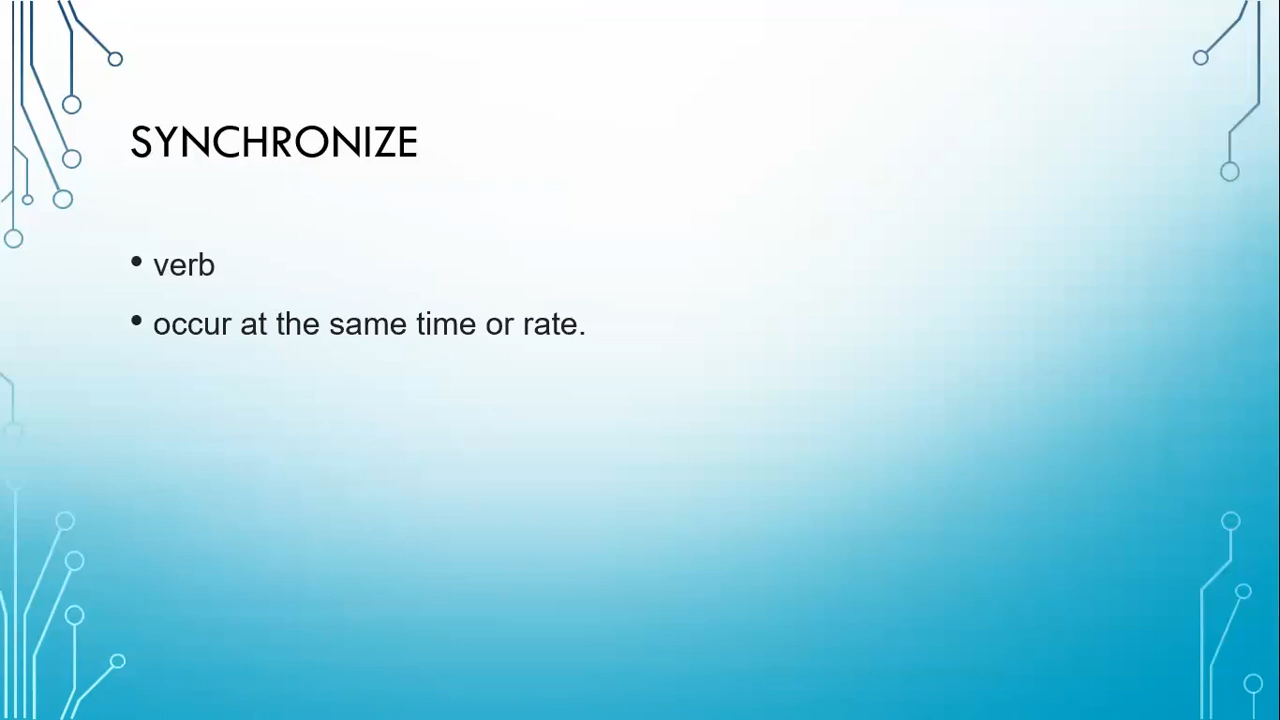 SYNCHRONIZE
• verb
• occur at the same time or rate.